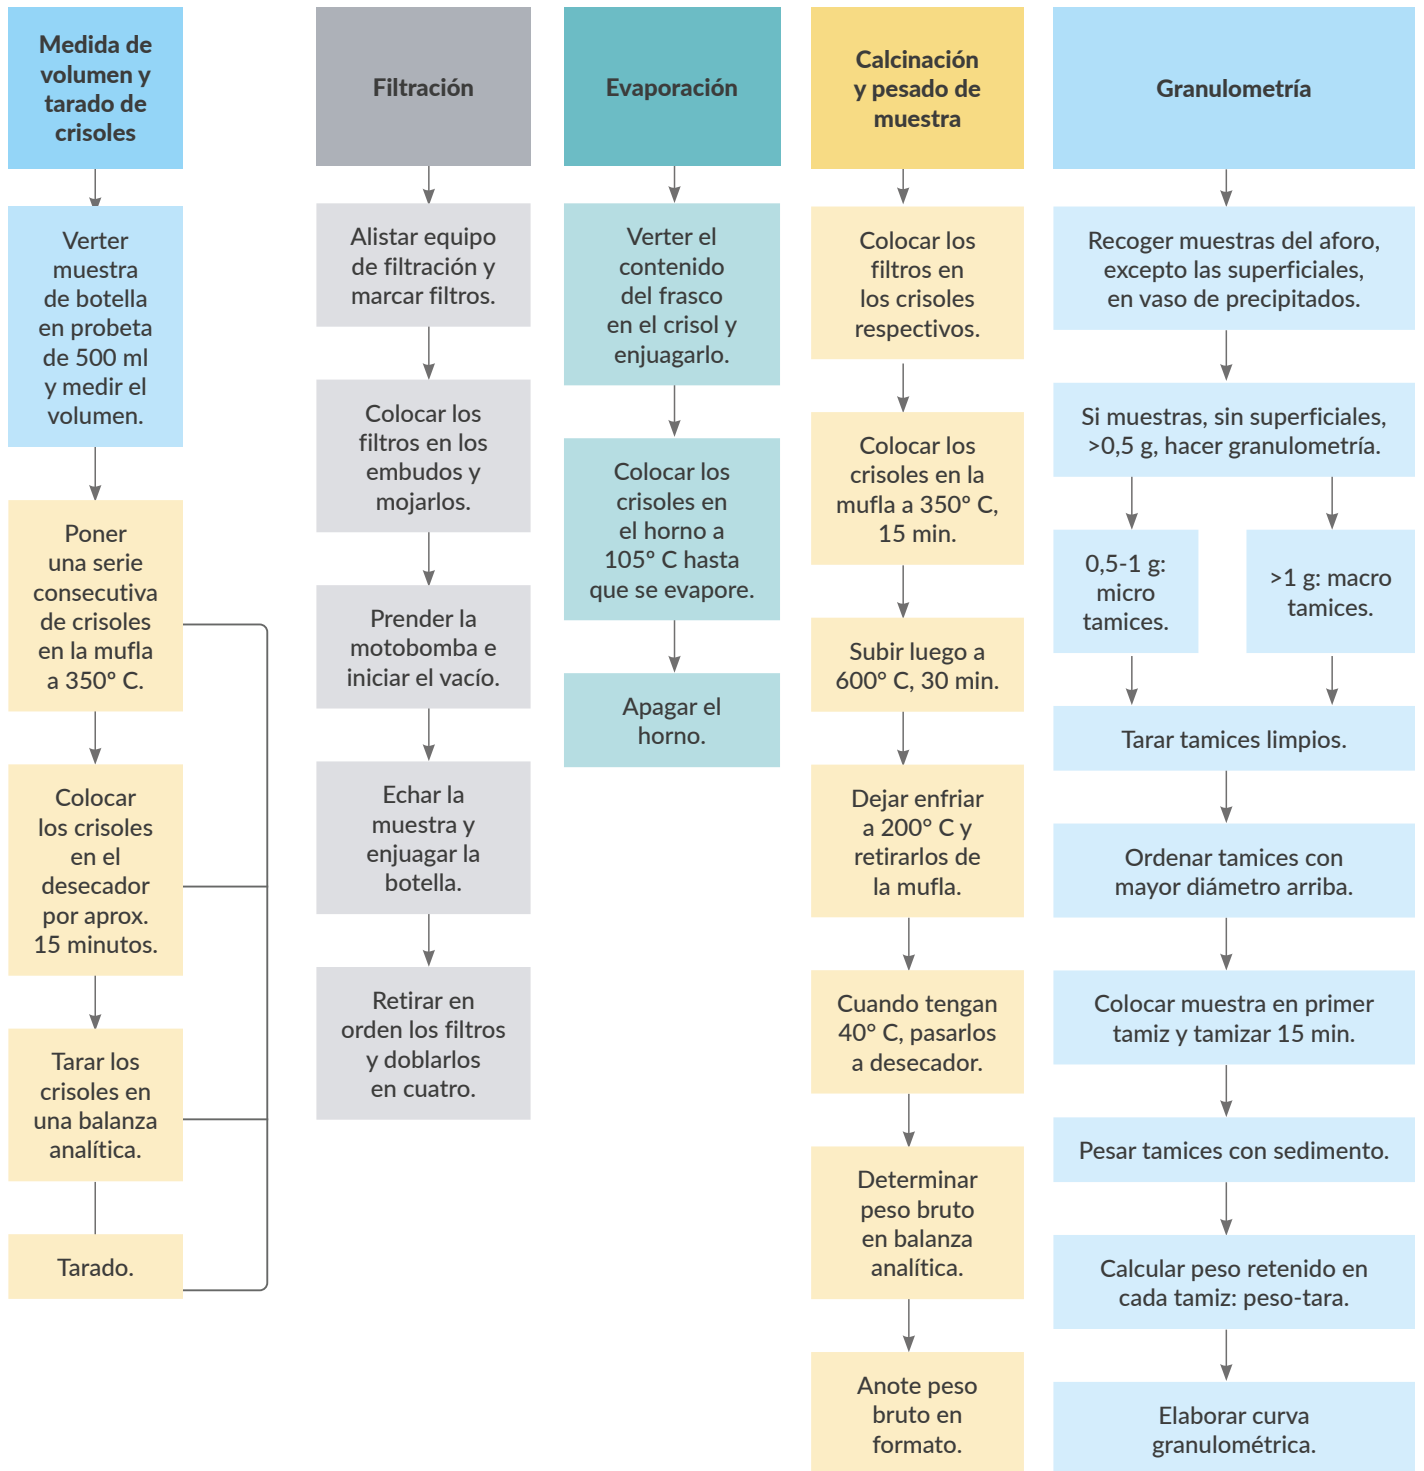 Medida de
volumen y
tarado de
crisoles
Verter
muestra
de botella
en probeta
de 500 ml
y medir el
volumen.
Poner
una serie
consecutiva
de crisoles
en la mufla
a 350° C.
Colocar
los crisoles
en el
desecador
por aprox.
15 minutos.
Tarar los
crisoles en
una balanza
analítica.
Tarado.
Filtración
Alistar equipo
de filtración y
marcar filtros.
Colocar los
filtros en los
embudos y
mojarlos.
Prender la
motobomba e
iniciar el vacío.
Echar la
muestra y
enjuagar la
botella.
Retirar en
orden los filtros
y doblarlos
en cuatro.
Evaporación
Verter el
contenido
del frasco
en el crisol y
enjuagarlo.
Colocar los
crisoles en
el horno a
105° C hasta
que se evapore.
Apagar el
horno.
Calcinación
y pesado de
muestra
Colocar los
filtros en
los crisoles
respectivos.
Colocar los
crisoles en la
mufla a 350° C,
15 min.
Subir luego a
600° C, 30 min.
Dejar enfriar
a 200° C y
retirarlos de
la mufla.
Cuando tengan
40° C, pasarlos
a desecador.
Determinar
peso bruto
en balanza
analítica.
Anote peso
bruto en
formato.
Granulometría
Recoger muestras del aforo,
excepto las superficiales,
en vaso de precipitados.
Si muestras, sin superficiales,
>0,5 g, hacer granulometría.
0,5-1 g:
micro
tamices.
>1 g: macro
tamices.
Tarar tamices limpios.
Ordenar tamices con
mayor diámetro arriba.
Colocar muestra en primer
tamiz y tamizar 15 min.
Pesar tamices con sedimento.
Calcular peso retenido en
cada tamiz: peso-tara.
Elaborar curva
granulométrica.